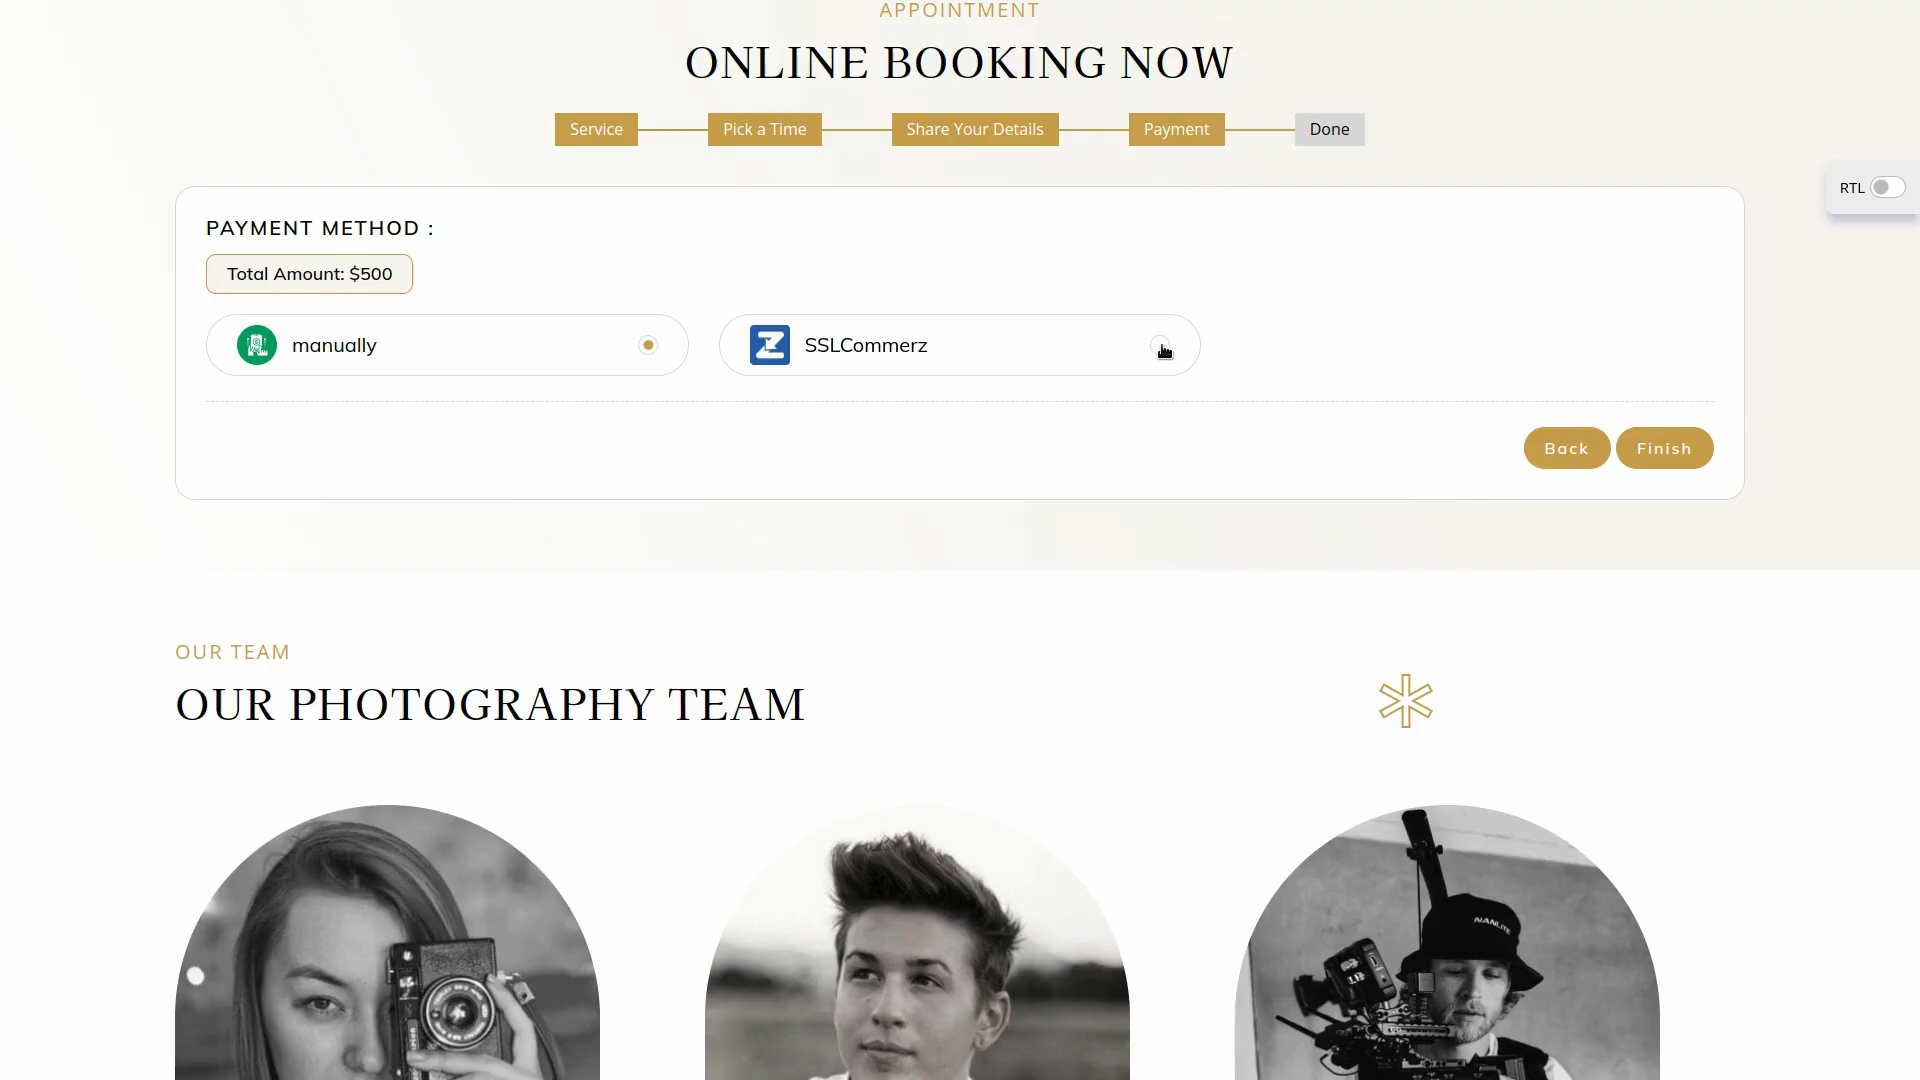 APPOINTMENT
ONLINE BOOKING NOW
Service
Pick a Time
Share Your Details
Payment
Done
RTL
PAYMENT METHOD :
Total Amount: $500
manually
SSLCommerz
Back
Finish
OUR TEAM
OUR PHOTOGRAPHY TEAM
NANLITE